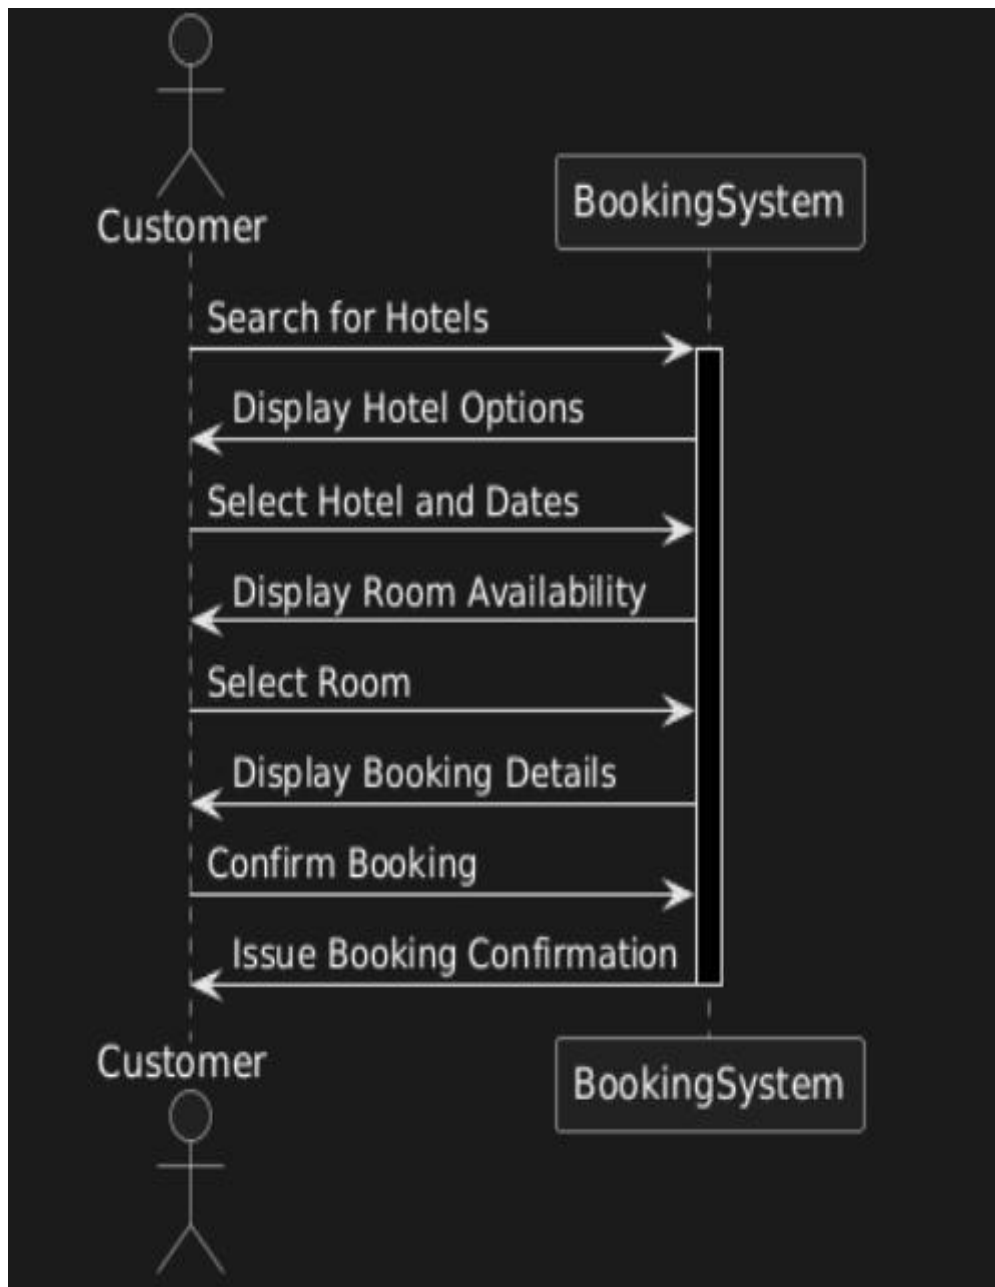 Customer
BookingSystem
Search for Hotels
Display Hotel Options
Select Hotel and Dates
Display Room Availability
Select Room
Display Booking Details
Confirm Booking
Issue Booking Confirmation
Customer
BookingSystem